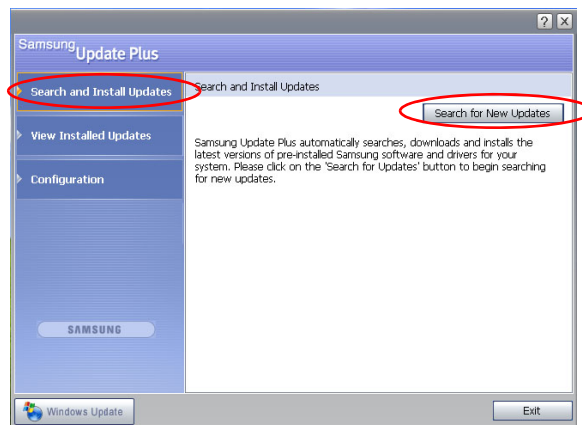 ? X
Samsung Update Plus
Search and Install Updates
View Installed Updates
Configuration
SAMSUNG
Search and Install Updates
Search for New Updates
Samsung Update Plus automatically searches, downloads and installs the
latest versions of pre-installed Samsung software and drivers for your
system. Please click on the 'Search for Updates' button to begin searching
for new updates.
Windows Update
Exit